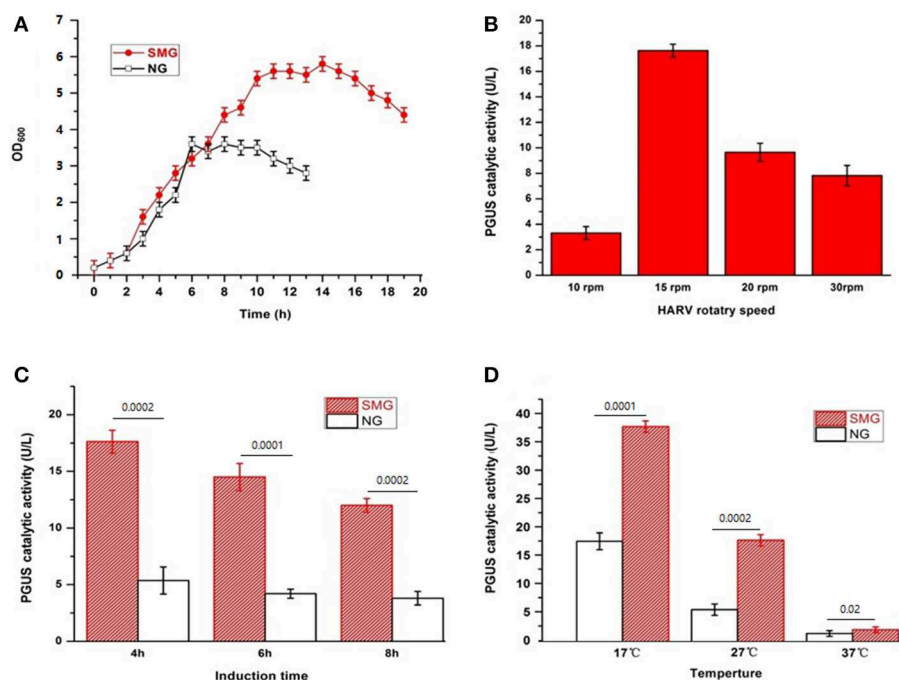 A
7
6
5
4
3
2
1
0
OD600
SMG
NG
0 2 4 6 8 10 12 14 16 18 20
Time (h)
B
20
18
16
14
12
10
8
6
4
2
0
PGUS catalytic activity (U/L)
10 rpm 15 rpm 20 rpm 30rpm
HARV rotatry speed
C
20
15
10
5
0
PGUS catalytic activity (U/L)
0.0002
0.0001
0.0002
SMG
NG
4h 6h 8h
Induction time
D
40
35
30
25
20
15
10
5
0
PGUS catalytic activity (U/L)
0.0001
0.0002
0.02
SMG
NG
17℃ 27℃ 37℃
Temperture